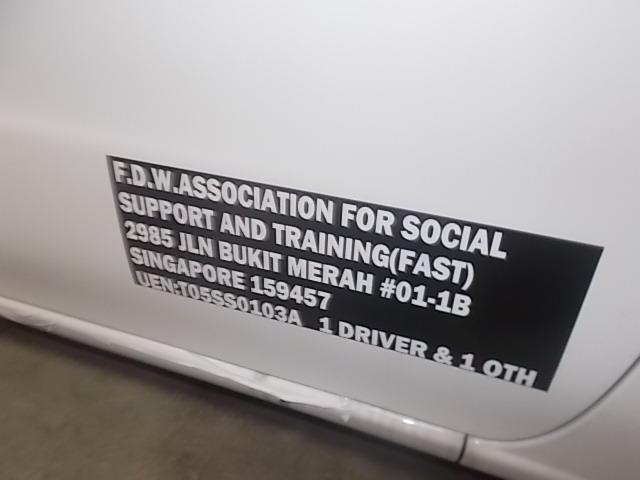 F.D.W.ASSOCIATION FOR SOCIAL
SUPPORT AND TRAINING(FAST)
2985 JLN BUKIT MERAH #01-1B
SINGAPORE 159457
UEN:T05SS0103A 1 DRIVER & 1 OTH